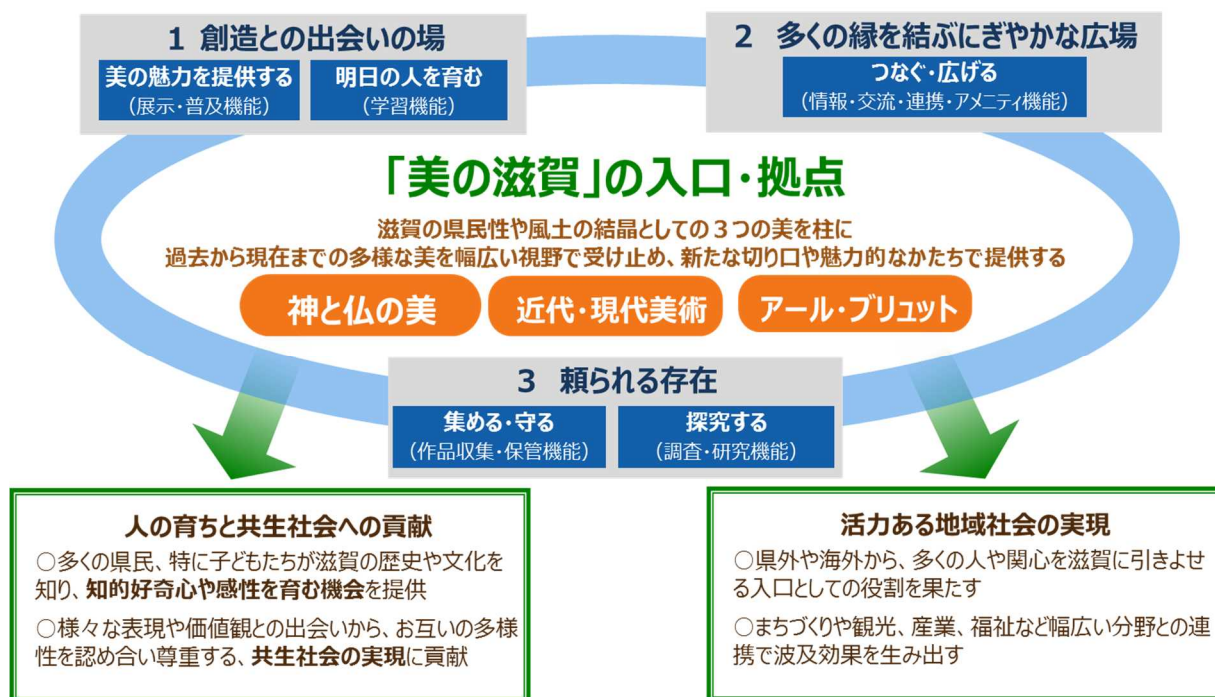 1 創造との出会いの場
美の魅力を提供する
（展示・普及機能）
明日の人を育む
（学習機能）
2 多くの縁を結ぶにぎやかな広場
つなぐ・広げる
（情報・交流・連携・アメニティ機能）
「美の滋賀」の入口・拠点
滋賀の県民性や風土の結晶としての３つの美を柱に
過去から現在までの多様な美を幅広い視野で受け止め、新たな切り口や魅力的なかたちで提供する
神と仏の美
近代・現代美術
アール・ブリュット
3 頼られる存在
集める・守る
（作品収集・保管機能）
探究する
（調査・研究機能）
人の育ちと共生社会への貢献
○多くの県民、特に子どもたちが滋賀の歴史や文化を
知り、知的好奇心や感性を育む機会を提供
○様々な表現や価値観との出会いから、お互いの多様
性を認め合い尊重する、共生社会の実現に貢献
活力ある地域社会の実現
○県外や海外から、多くの人や関心を滋賀に引きよせ
る入口としての役割を果たす
○まちづくりや観光、産業、福祉など幅広い分野との連
携で波及効果を生み出す